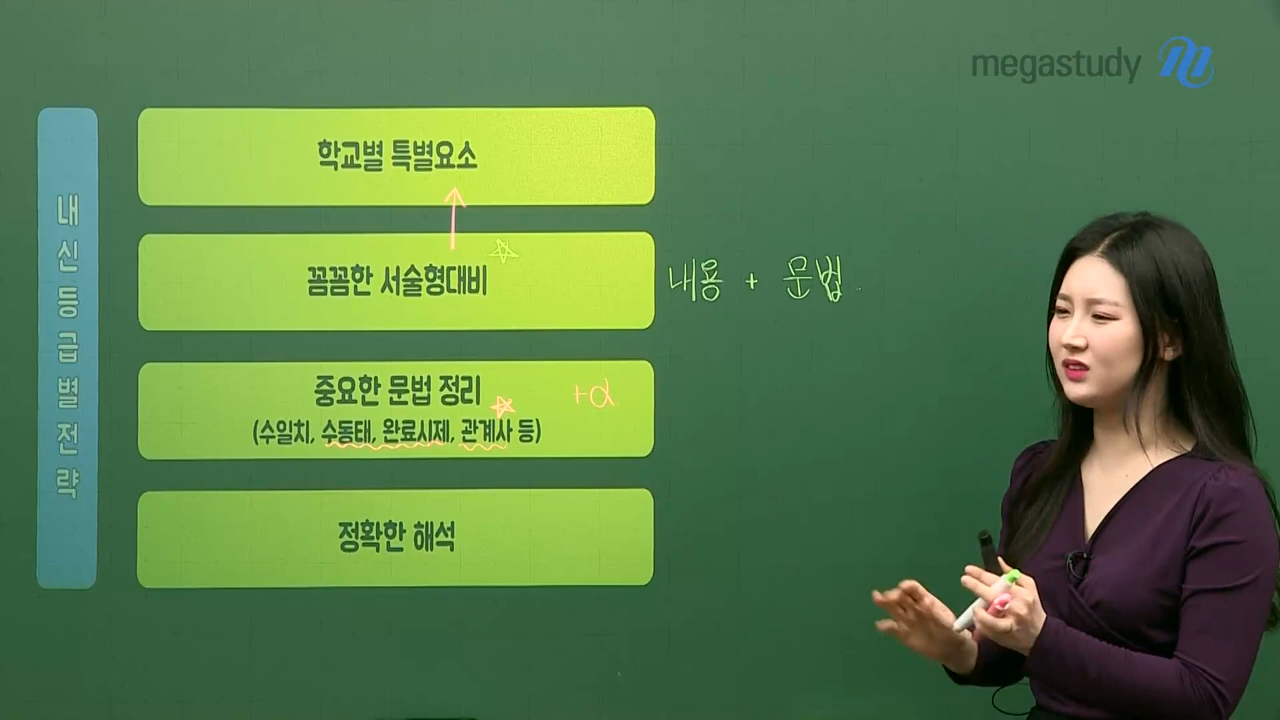 megastudy
내신등급별전략
학교별 특별요소
꼼꼼한 서술형대비
내용 + 문법.
중요한 문법 정리
(수일치, 수동태, 완료시제, 관계사 등)
+α
정확한 해석